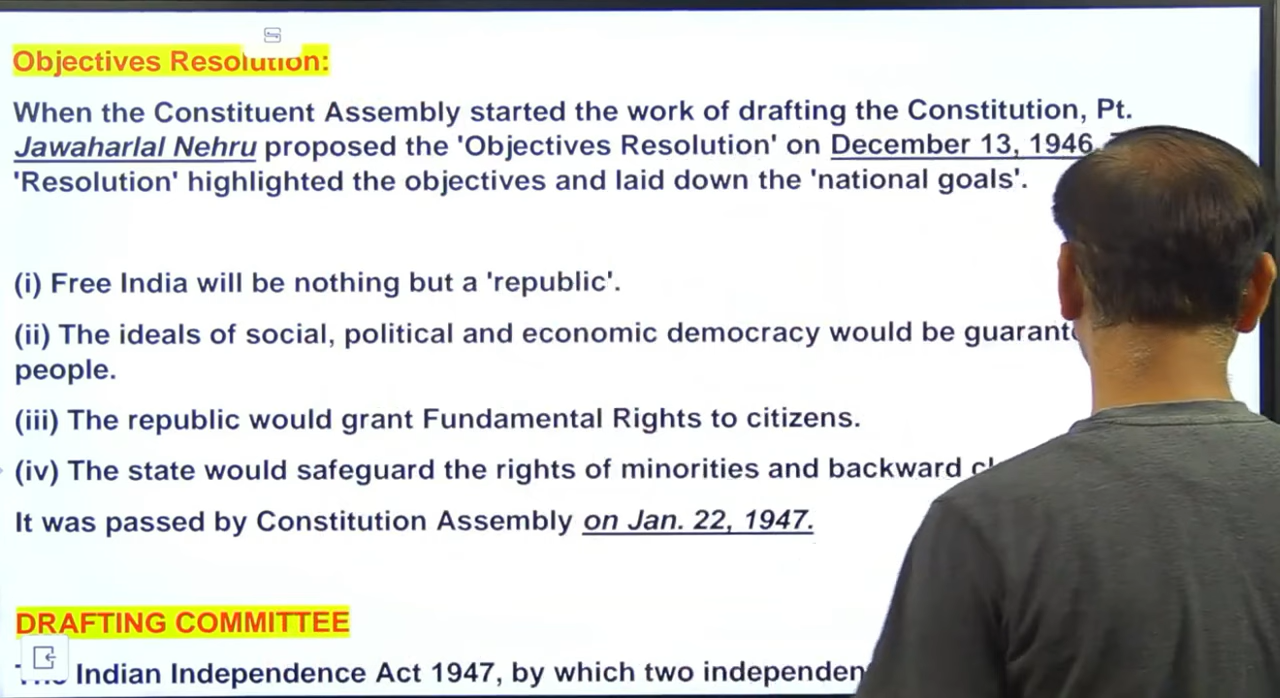 Objectives Resolution:
When the Constituent Assembly started the work of drafting the Constitution, Pt.
Jawaharlal Nehru proposed the 'Objectives Resolution' on December 13, 1946.
'Resolution' highlighted the objectives and laid down the 'national goals'.
(i) Free India will be nothing but a 'republic'.
(ii) The ideals of social, political and economic democracy would be
people.
(iii) The republic would grant Fundamental Rights to citizens.
(iv) The state would safeguard the rights of minorities and backward
It was passed by Constitution Assembly on Jan. 22, 1947.
DRAFTING COMMITTEE
Indian Independence Act 1947, by which two